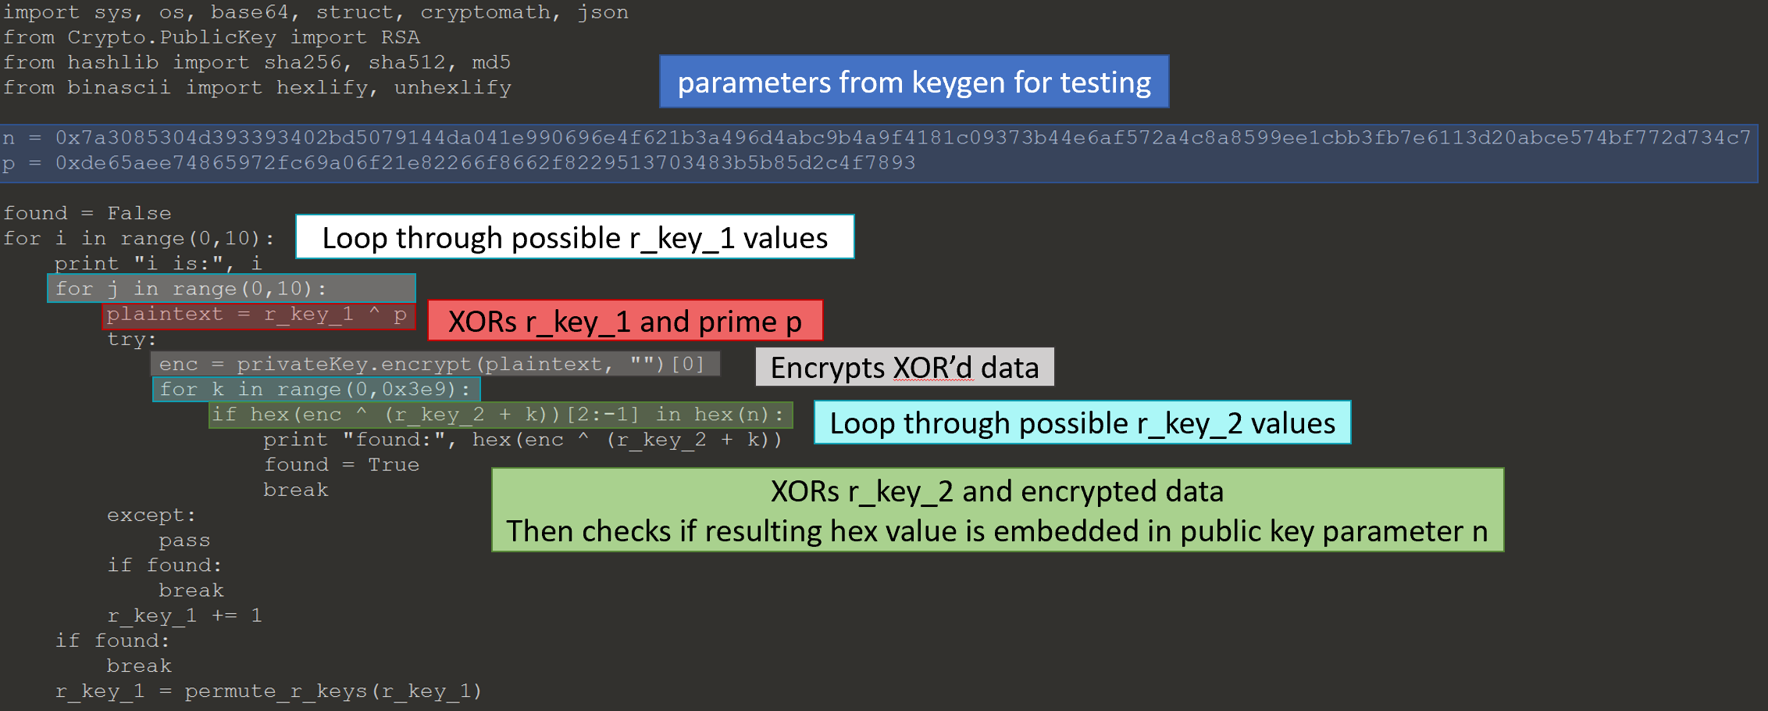 import sys, os, base64, struct, cryptomath, json
from Crypto.PublicKey import RSA
from hashlib import sha256, sha512, md5
from binascii import hexlify, unhexlify
parameters from keygen for testing
n = 0x7a3085304d393393402bd5079144da041e990696e4f621b3a496d4abc9b4a9f4181c09373b44e6af572a4c8a8599ee1cbb3fb7e6113d20abce574bf772d734c7
p = 0xde65aee74865972fc69a06f21e82266f8662f8229513703483b5b85d2c4f7893
found = False
for i in range(0,10):
Loop through possible r_key_1 values
    print "i is:", i
    for j in range(0,10):
        plaintext = r_key_1 ^ p
XORs r_key_1 and prime p
        try:
            enc = privateKey.encrypt(plaintext, "")[0]
Encrypts XOR’d data
            for k in range(0,0x3e9):
                if hex(enc ^ (r_key_2 + k))[2:-1] in hex(n):
Loop through possible r_key_2 values
                    print "found:", hex(enc ^ (r_key_2 + k))
                    found = True
                    break
XORs r_key_2 and encrypted data
Then checks if resulting hex value is embedded in public key parameter n
        except:
            pass
        if found:
            break
        r_key_1 += 1
    if found:
        break
    r_key_1 = permute_r_keys(r_key_1)